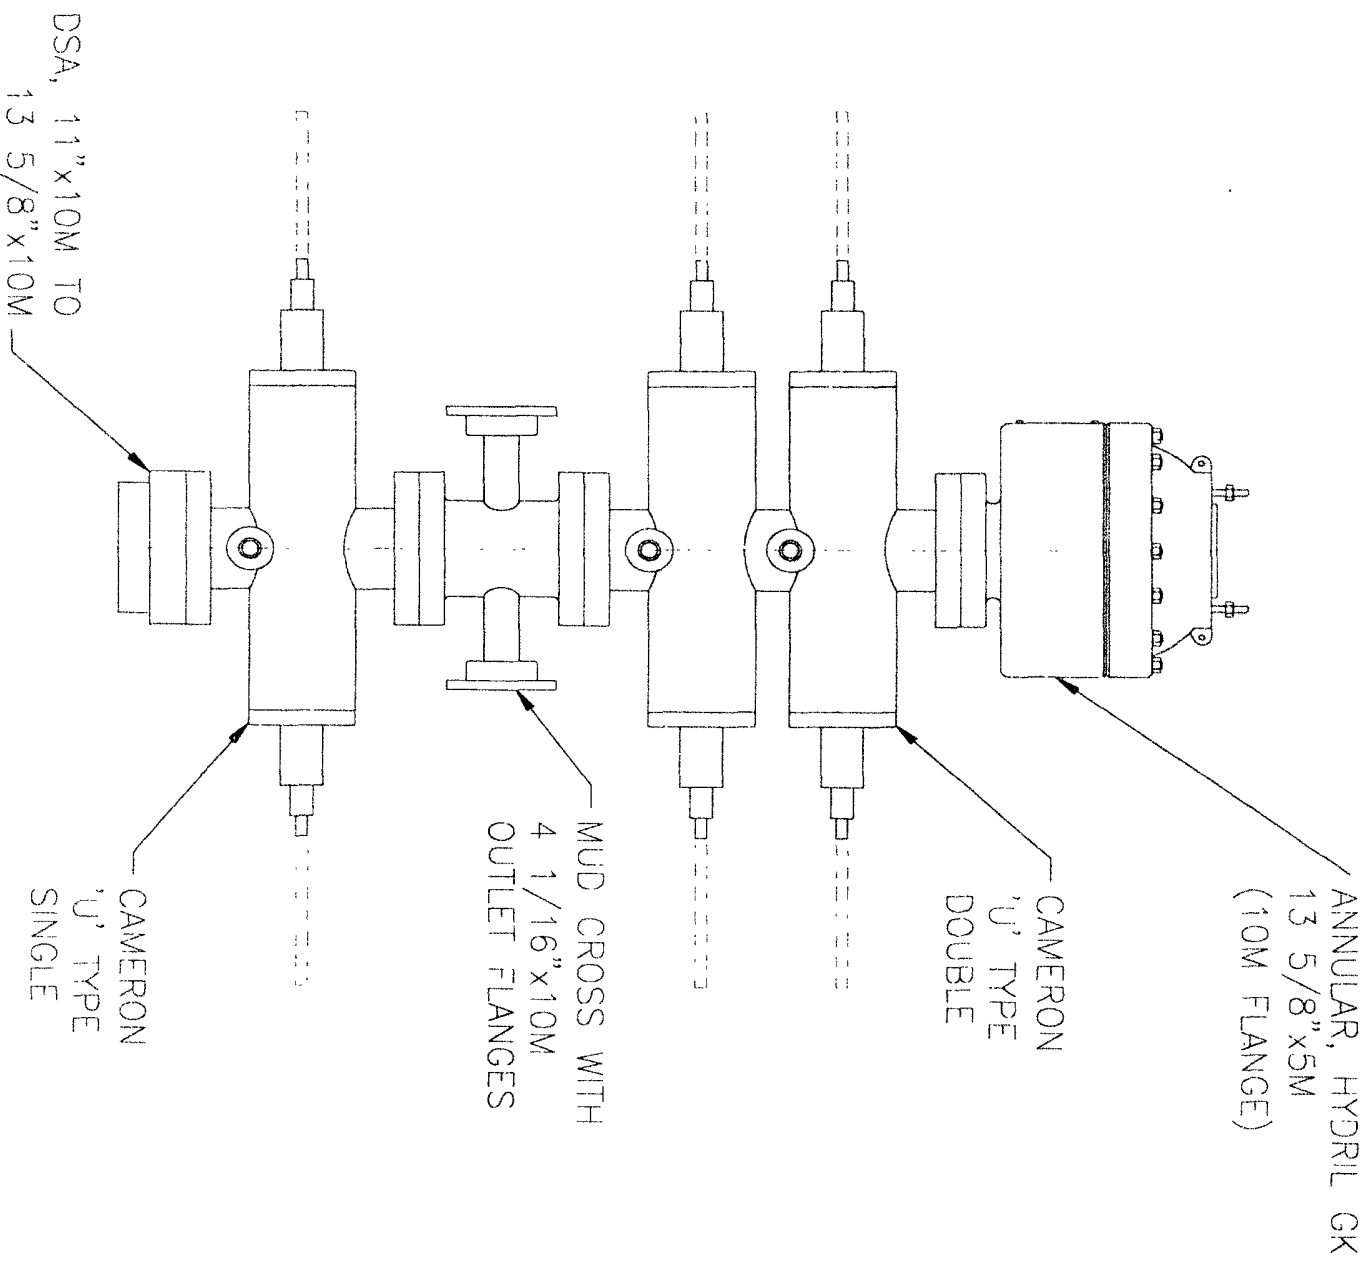 ANNULAR, HYDRIL GK
13 5/8"x5M
(10M FLANGE)
CAMERON
'U' TYPE
DOUBLE
MUD CROSS WITH
4 1/16"x10M
OUTLET FLANGES
CAMERON
'U' TYPE
SINGLE
DSA, 11"x10M TO
13 5/8"x10M